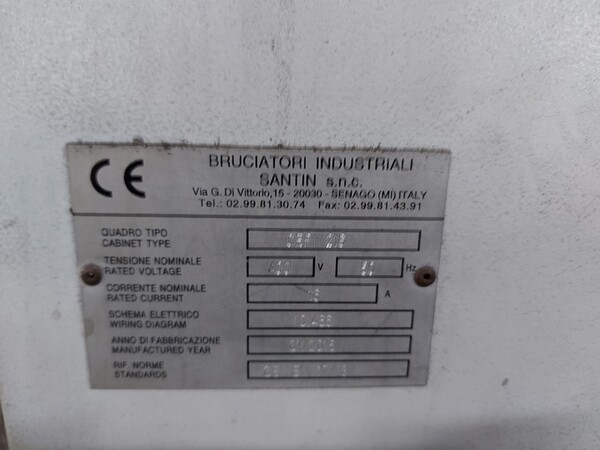 CE
BRUCIATORI INDUSTRIALI
SANTIN s.n.c.
Via G. Di Vittorio,15 - 20030 - SENAGO (MI) ITALY
Tel.: 02.99.81.30.74 Fax: 02.99.81.43.91
QUADRO TIPO
CABINET TYPE
TENSIONE NOMINALE
RATED VOLTAGE V Hz
CORRENTE NOMINALE
RATED CURRENT A
SCHEMA ELETTRICO
WIRING DIAGRAM
ANNO DI FABBRICAZIONE
MANUFACTURED YEAR
RIF. NORME
STANDARDS